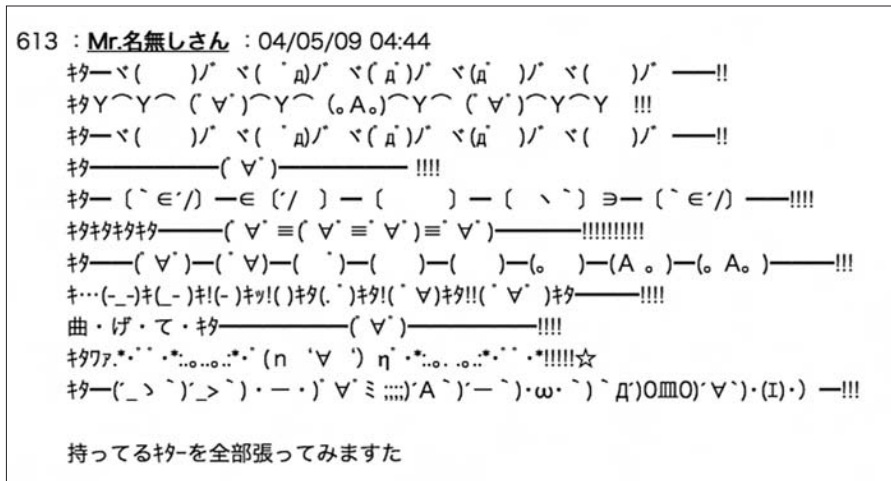 613 ：Mr.名無しさん ：04/05/09 04:44
ｷﾀ━ヾ(　　)ﾉﾞ ヾ(　ﾟд)ﾉﾞ ヾ(ﾟдﾟ)ﾉﾞ ヾ(дﾟ　)ﾉﾞ ヾ(　　)ﾉﾞ ━━!!
ｷﾀＹ⌒Ｙ⌒（ﾟ∀ﾟ)⌒Ｙ⌒（｡Ａ｡)⌒Ｙ⌒（ﾟ∀ﾟ)⌒Ｙ⌒Ｙ　!!!
ｷﾀ━ヾ(　　)ﾉﾞ ヾ(　ﾟд)ﾉﾞ ヾ(ﾟдﾟ)ﾉﾞ ヾ(дﾟ　)ﾉﾞ ヾ(　　)ﾉﾞ ━━!!
ｷﾀ━━━━━━(ﾟ∀ﾟ)━━━━━━ !!!!
ｷﾀ━〔｀∈´/〕━∈〔´/　〕━〔　　　〕━〔　ヽ｀〕∋━〔｀∈´/〕━━!!!!
ｷﾀｷﾀｷﾀｷﾀ━━━(ﾟ∀ﾟ≡(ﾟ∀ﾟ≡ﾟ∀ﾟ)≡ﾟ∀ﾟ)━━━━!!!!!!!!!!
ｷﾀ━━(ﾟ∀ﾟ)━(ﾟ∀ﾟ)━(　ﾟ)━(　　)━(　　)━(｡　)━(Ａ｡)━(｡Ａ｡)━━━!!!
ｷ…(-_-)ｷ(_- )ｷ!(- )ｷｯ!( )ｷﾀ(.ﾟ)ｷﾀ!(ﾟ∀)ｷﾀ!!(ﾟ∀ﾟ )ｷﾀ━━━!!!!
曲・げ・て・ｷﾀ━━━━━━(ﾟ∀ﾟ)━━━━━━!!!!
ｷﾀﾜｧ.*･ﾟﾟ･*:.｡..｡.:*･ﾟ(ｎ　‘∀　‘）ηﾟ･*:.｡. .｡.:*･ﾟﾟ･*!!!!!☆
ｷﾀ━(´_ゝ｀)´_>｀)・－・)ﾟ∀ﾟミ;;;;)´Ａ｀)´ー｀)･ω･｀)｀Д´)０皿０)´∀`)･(ｴ)･）━!!!
持ってるｷﾀｰを全部張ってみますた